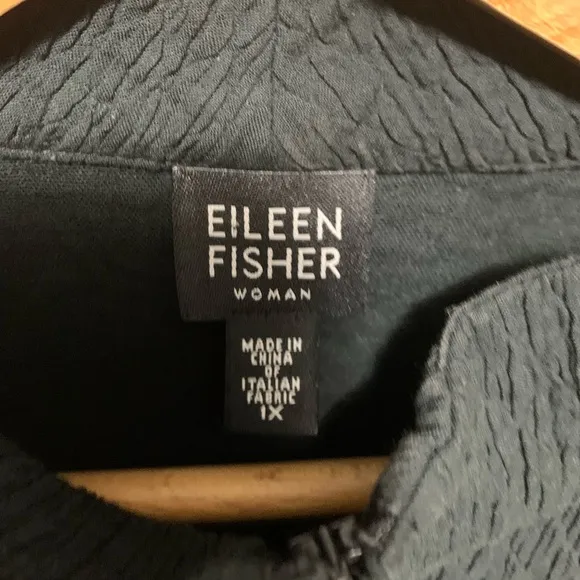 EILEEN
FISHER
WOMAN
MADE IN
CHINA
OF
ITALIAN
FABRIC
1X